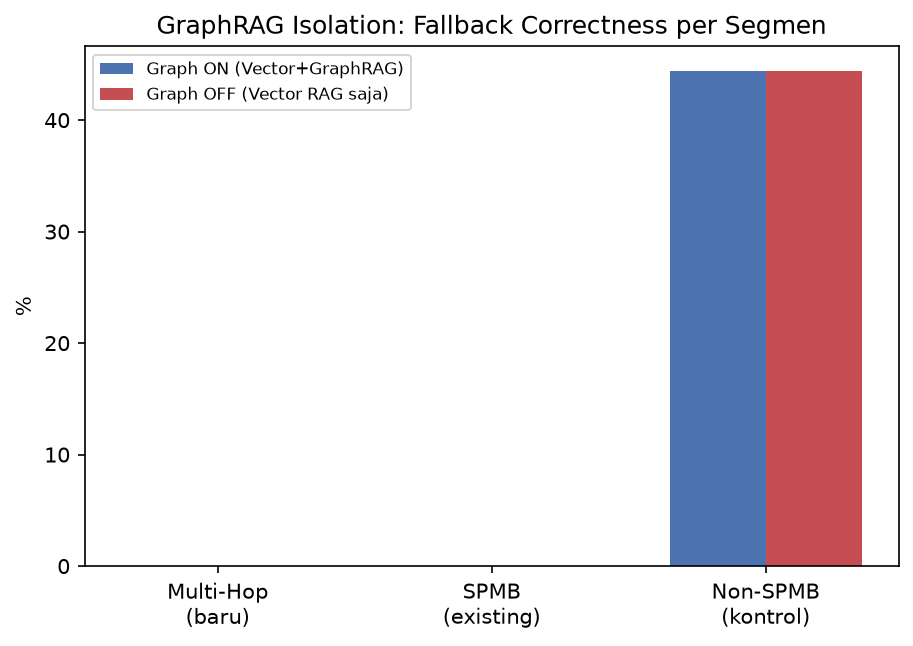 GraphRAG Isolation: Fallback Correctness per Segmen
Graph ON (Vector+GraphRAG)
Graph OFF (Vector RAG saja)
%
40
30
20
10
0
Multi-Hop
(baru)
SPMB
(existing)
Non-SPMB
(kontrol)